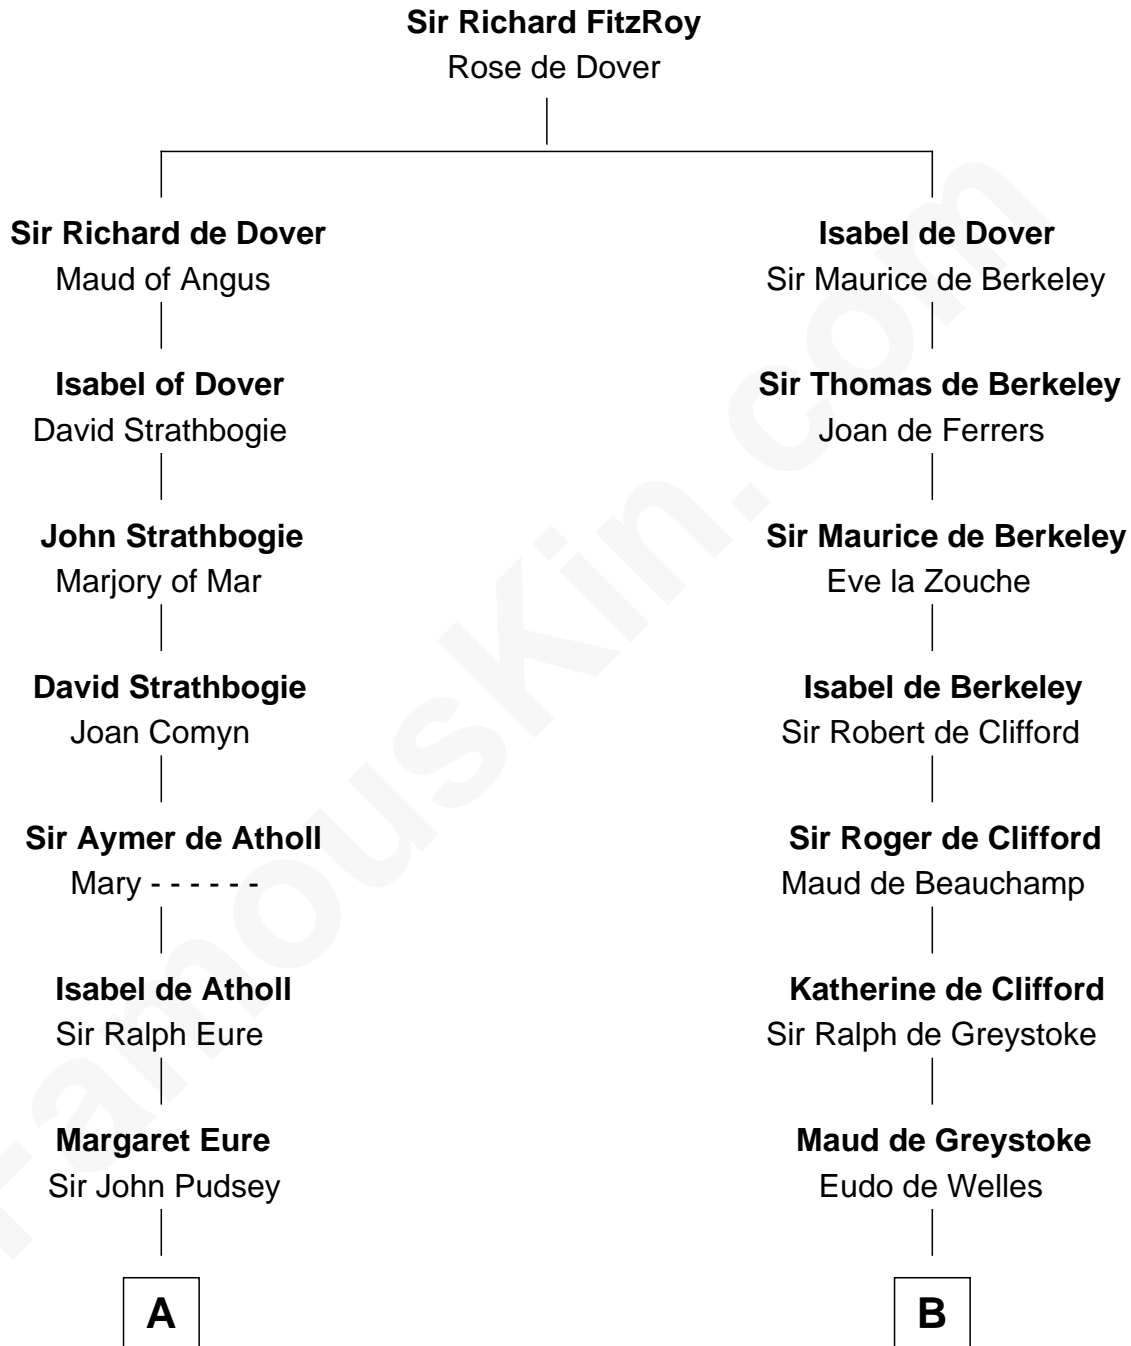 Sir Richard FitzRoy
Rose de Dover
Sir Richard de Dover
Maud of Angus
Isabel de Dover
Sir Maurice de Berkeley
Isabel of Dover
David Strathbogie
Sir Thomas de Berkeley
Joan de Ferrers
John Strathbogie
Marjory of Mar
Sir Maurice de Berkeley
Eve la Zouche
David Strathbogie
Joan Comyn
Isabel de Berkeley
Sir Robert de Clifford
Sir Aymer de Atholl
Mary - - - - - -
Sir Roger de Clifford
Maud de Beauchamp
Isabel de Atholl
Sir Ralph Eure
Katherine de Clifford
Sir Ralph de Greystoke
Margaret Eure
Sir John Pudsey
Maud de Greystoke
Eudo de Welles
A
B
FamousKin.com